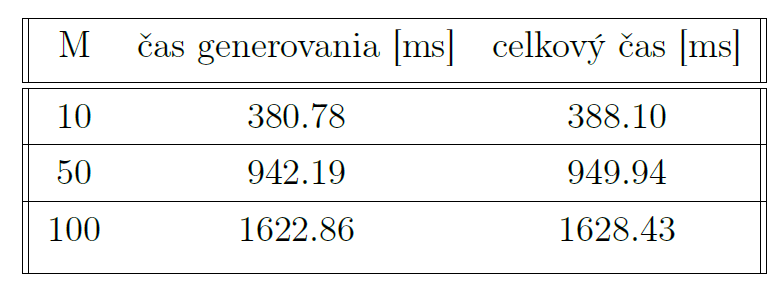 M čas generovania [ms] celkový čas [ms]
10 380.78 388.10
50 942.19 949.94
100 1622.86 1628.43